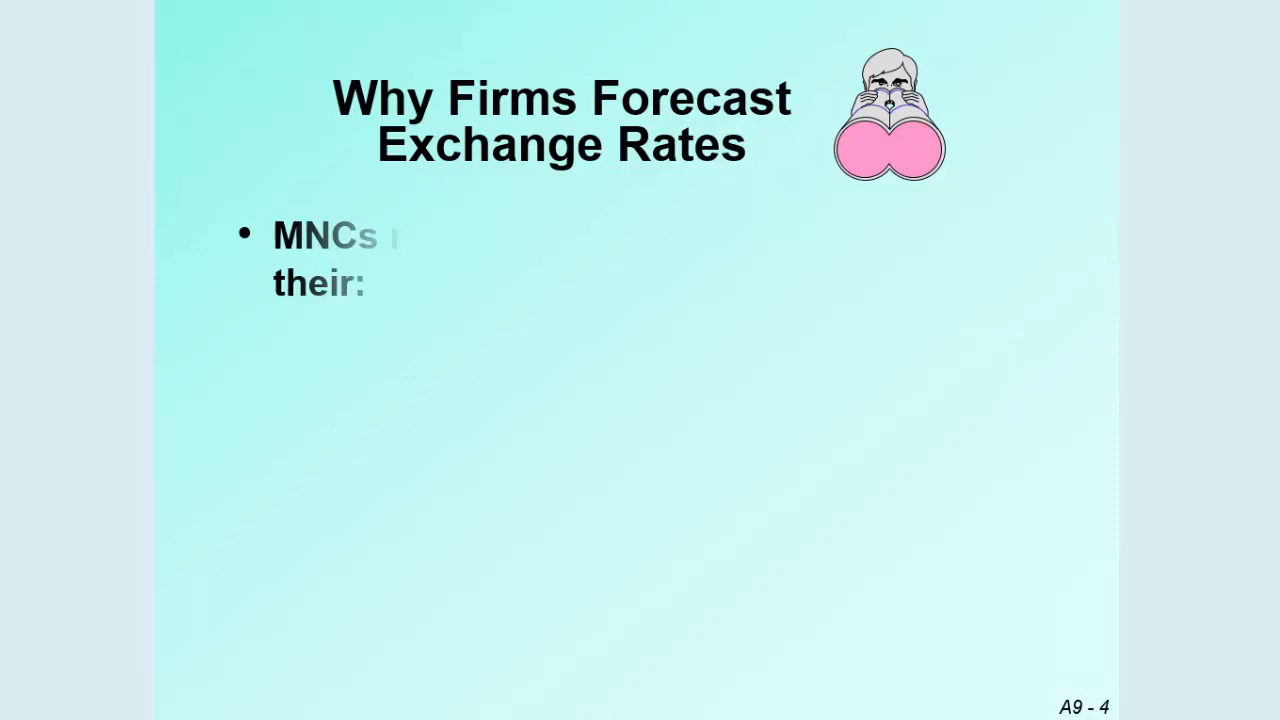 Why Firms Forecast
Exchange Rates
• MNCs
their:
A9 - 4